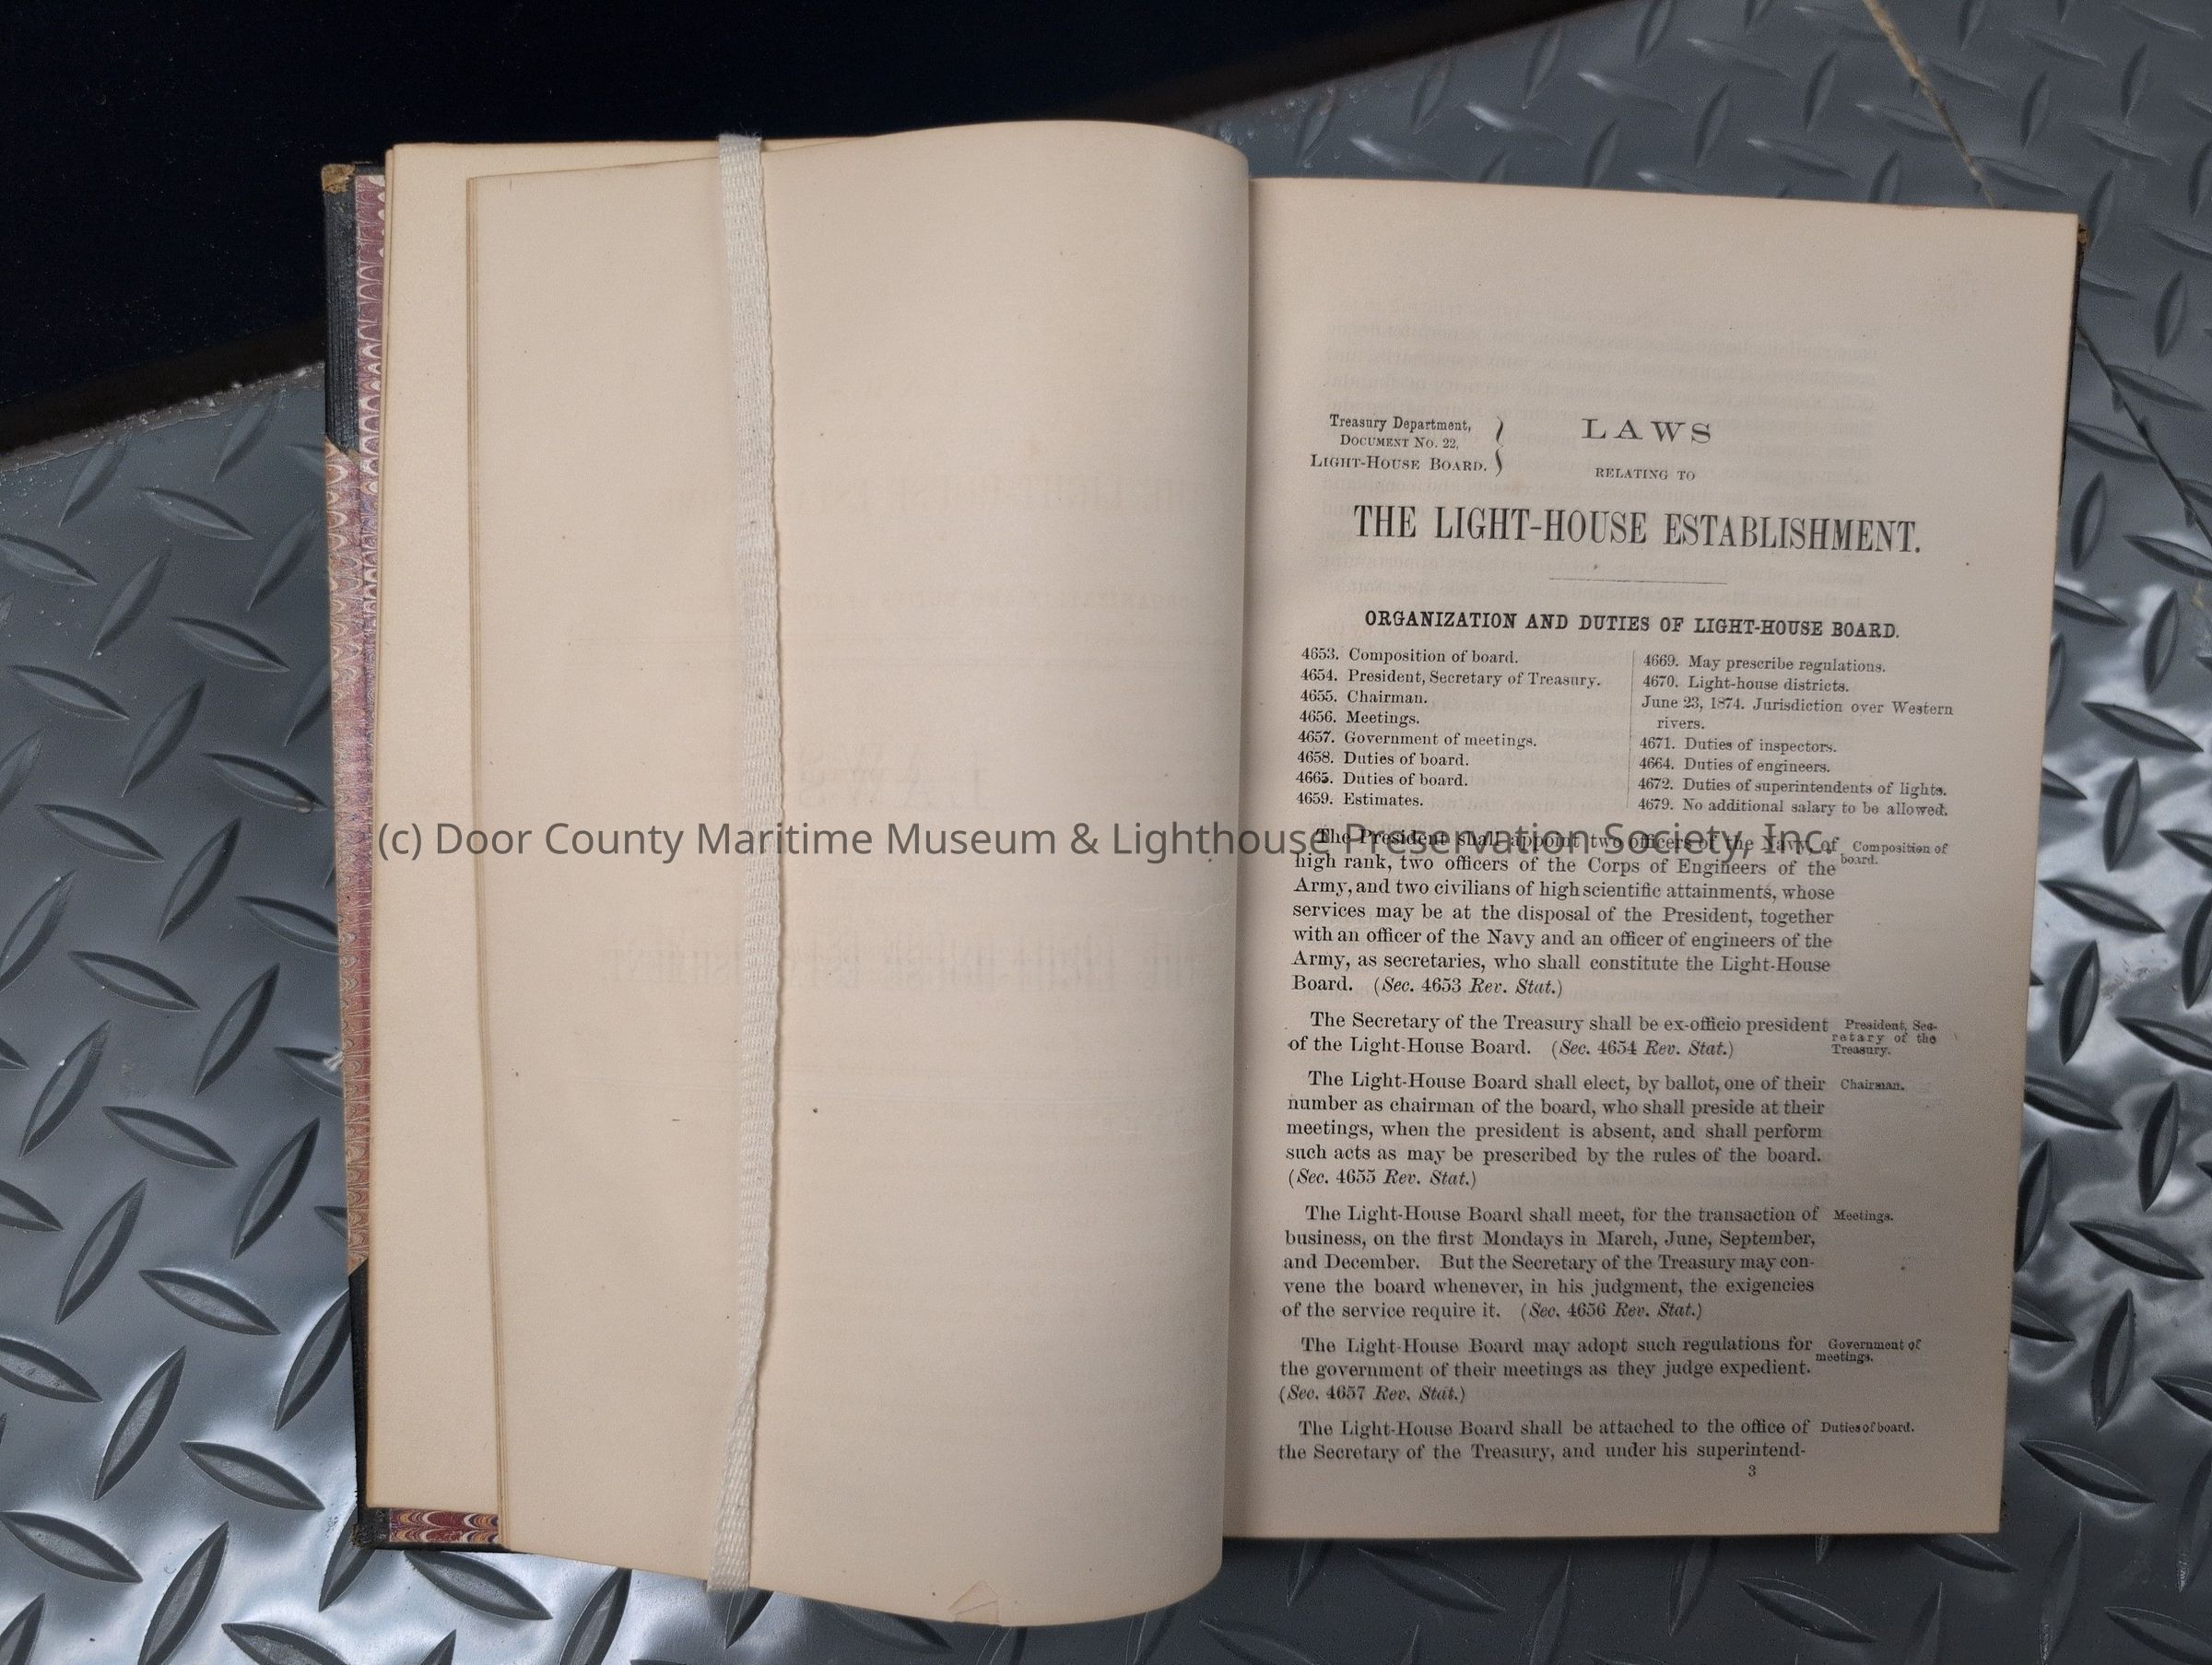 Treasury Department,
DOCUMENT NO. 22,
LIGHT-HOUSE BOARD.
LAWS
RELATING TO
THE LIGHT-HOUSE ESTABLISHMENT.
ORGANIZATION AND DUTIES OF LIGHT-HOUSE BOARD.
4653. Composition of board.
4654. President, Secretary of Treasury.
4655. Chairman.
4656. Meetings.
4657. Government of meetings.
4658. Duties of board.
4665. Duties of board.
4659. Estimates.
4669. May prescribe regulations.
4670. Light-house districts.
June 23, 1874. Jurisdiction over Western
rivers.
4671. Duties of inspectors.
4664. Duties of engineers.
4672. Duties of superintendents of lights.
4679. No additional salary to be allowed.
(c) Door County Maritime Museum & Lighthouse Preservation Society, Inc.
The President shall appoint two officers of the Navy of
high rank, two officers of the Corps of Engineers of the
Army, and two civilians of high scientific attainments, whose
services may be at the disposal of the President, together
with an officer of the Navy and an officer of engineers of the
Army, as secretaries, who shall constitute the Light-House
Board. (Sec. 4653 Rev. Stat.)
Composition of
board.
The Secretary of the Treasury shall be ex-officio president
of the Light-House Board. (Sec. 4654 Rev. Stat.)
President, Sec-
retary of the
Treasury.
The Light-House Board shall elect, by ballot, one of their
number as chairman of the board, who shall preside at their
meetings, when the president is absent, and shall perform
such acts as may be prescribed by the rules of the board.
(Sec. 4655 Rev. Stat.)
Chairman.
The Light-House Board shall meet, for the transaction of
business, on the first Mondays in March, June, September,
and December. But the Secretary of the Treasury may con-
vene the board whenever, in his judgment, the exigencies
of the service require it. (Sec. 4656 Rev. Stat.)
Meetings.
The Light-House Board may adopt such regulations for
the government of their meetings as they judge expedient.
(Sec. 4657 Rev. Stat.)
Government of
meetings.
The Light-House Board shall be attached to the office of
the Secretary of the Treasury, and under his superintend-
Duties of board.
3